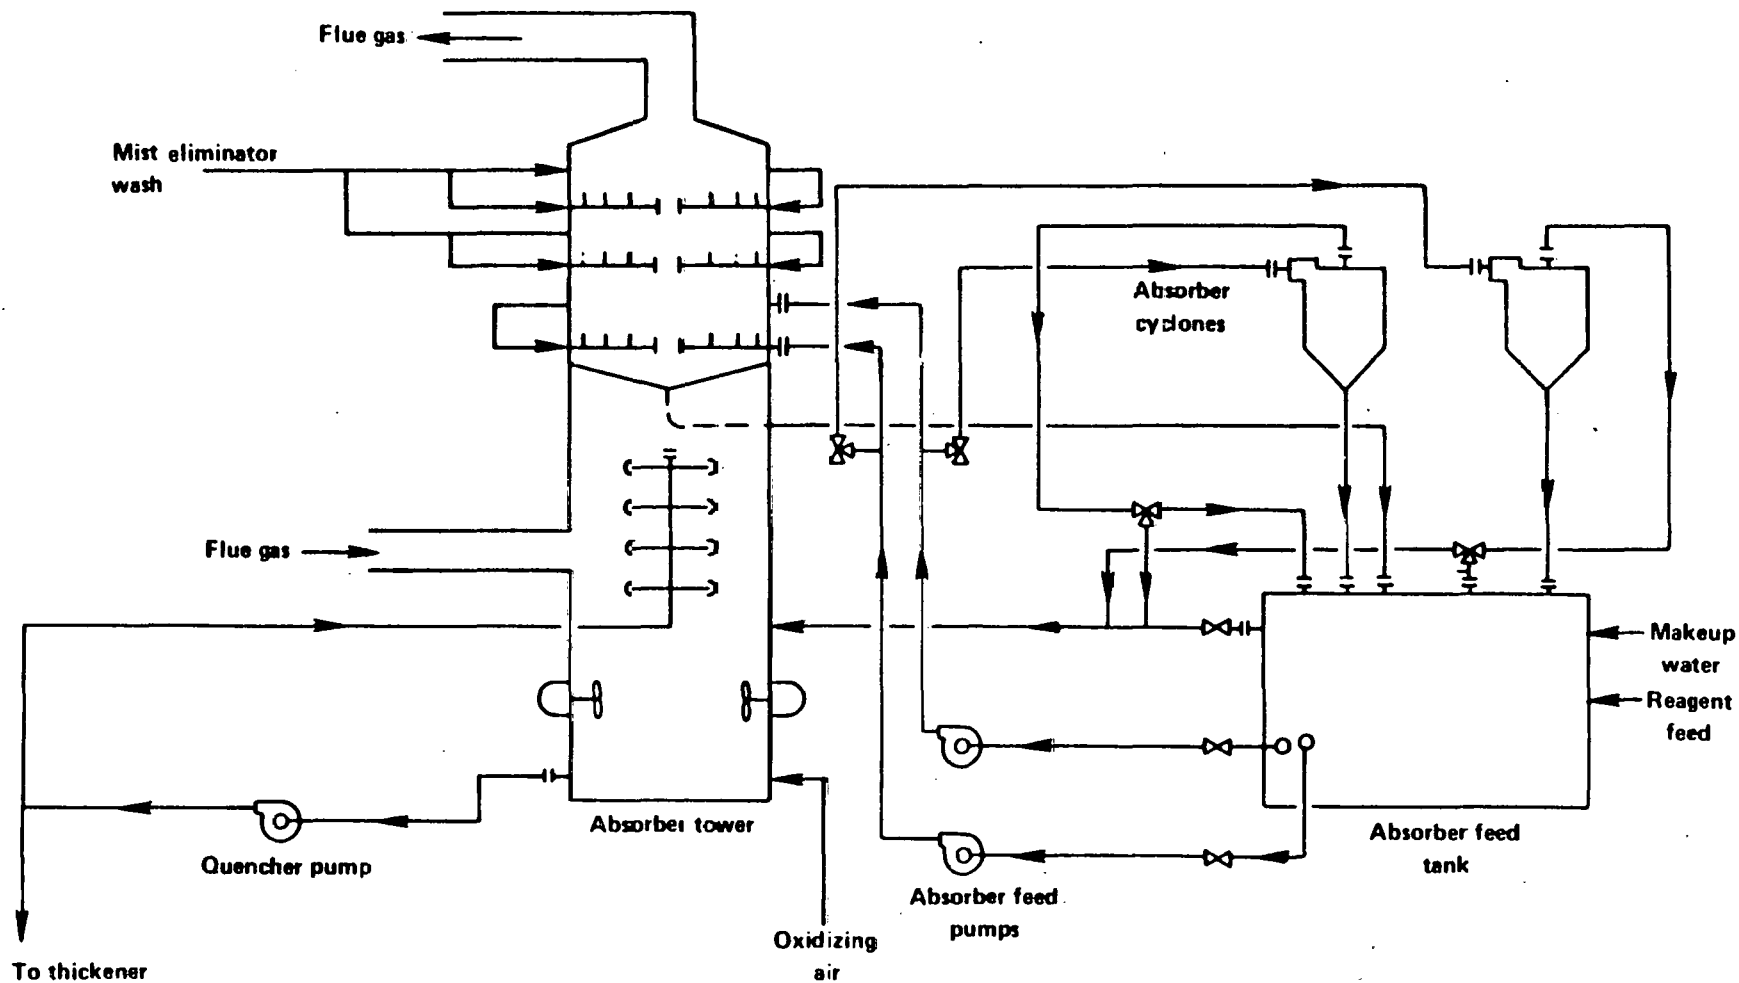 Flue gas
Mist eliminator
wash
Absorber
cyclones
Flue gas
Makeup
water
Reagent
feed
Absorber tower
Absorber feed
tank
Quencher pump
Absorber feed
pumps
Oxidizing
air
To thickener